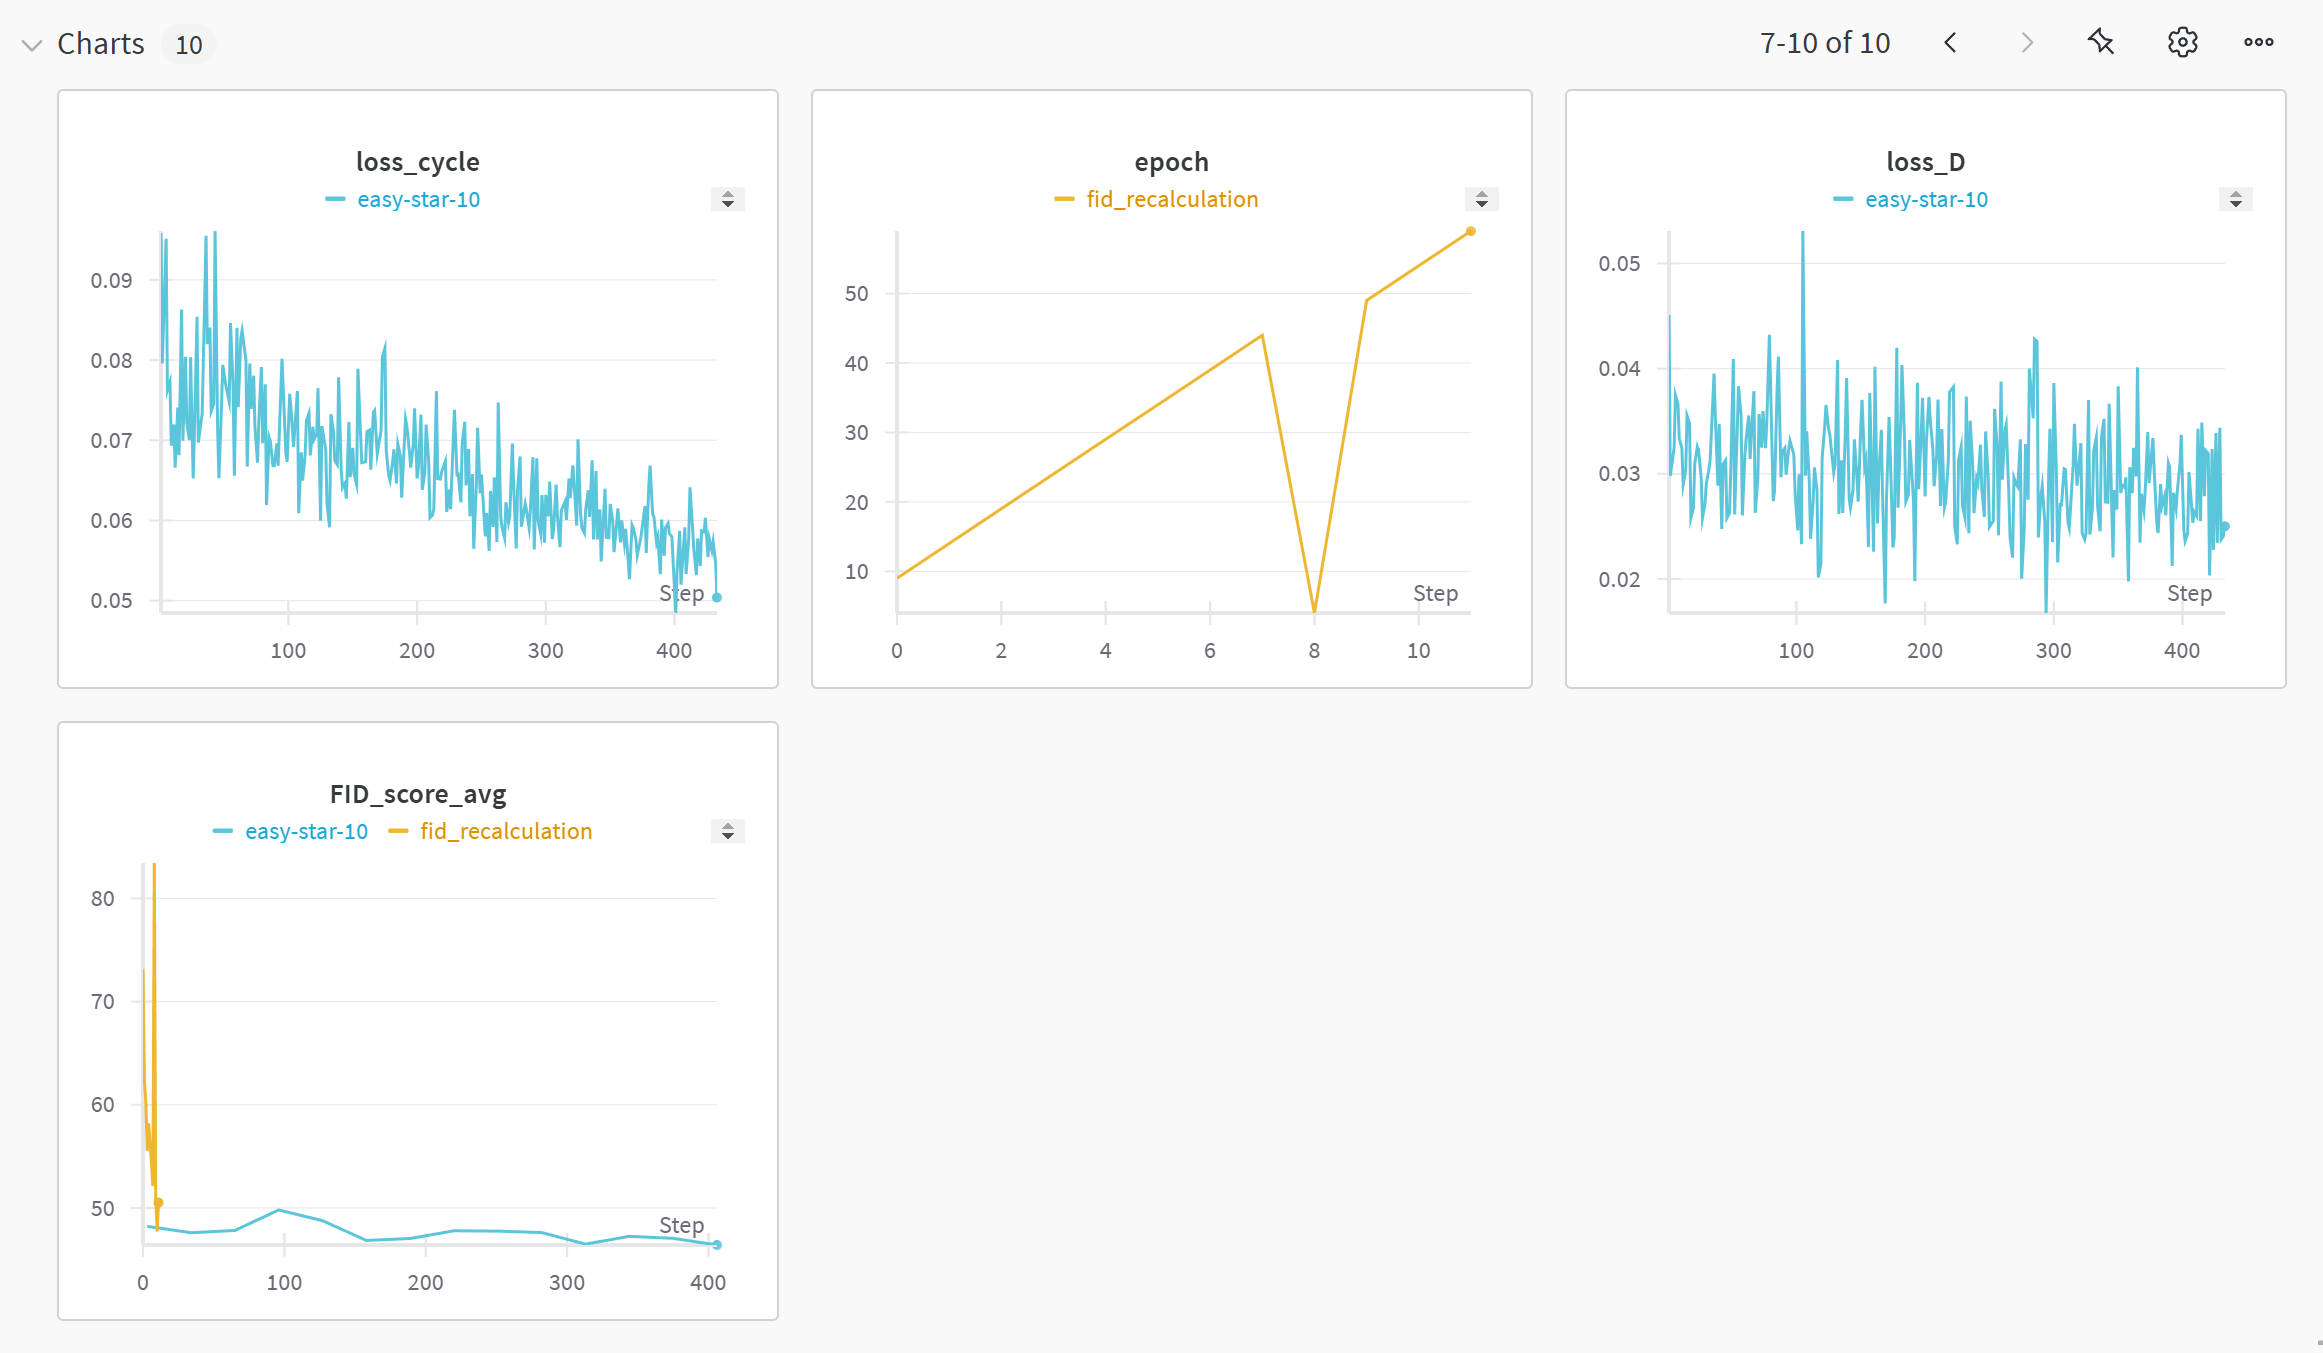 Charts 10
7-10 of 10
loss_cycle
easy-star-10
0.09
0.08
0.07
0.06
0.05
Step
100 200 300 400
epoch
fid_recalculation
50
40
30
20
10
Step
0 2 4 6 8 10
loss_D
easy-star-10
0.05
0.04
0.03
0.02
Step
100 200 300 400
FID_score_avg
easy-star-10 fid_recalculation
80
70
60
50
Step
0 100 200 300 400